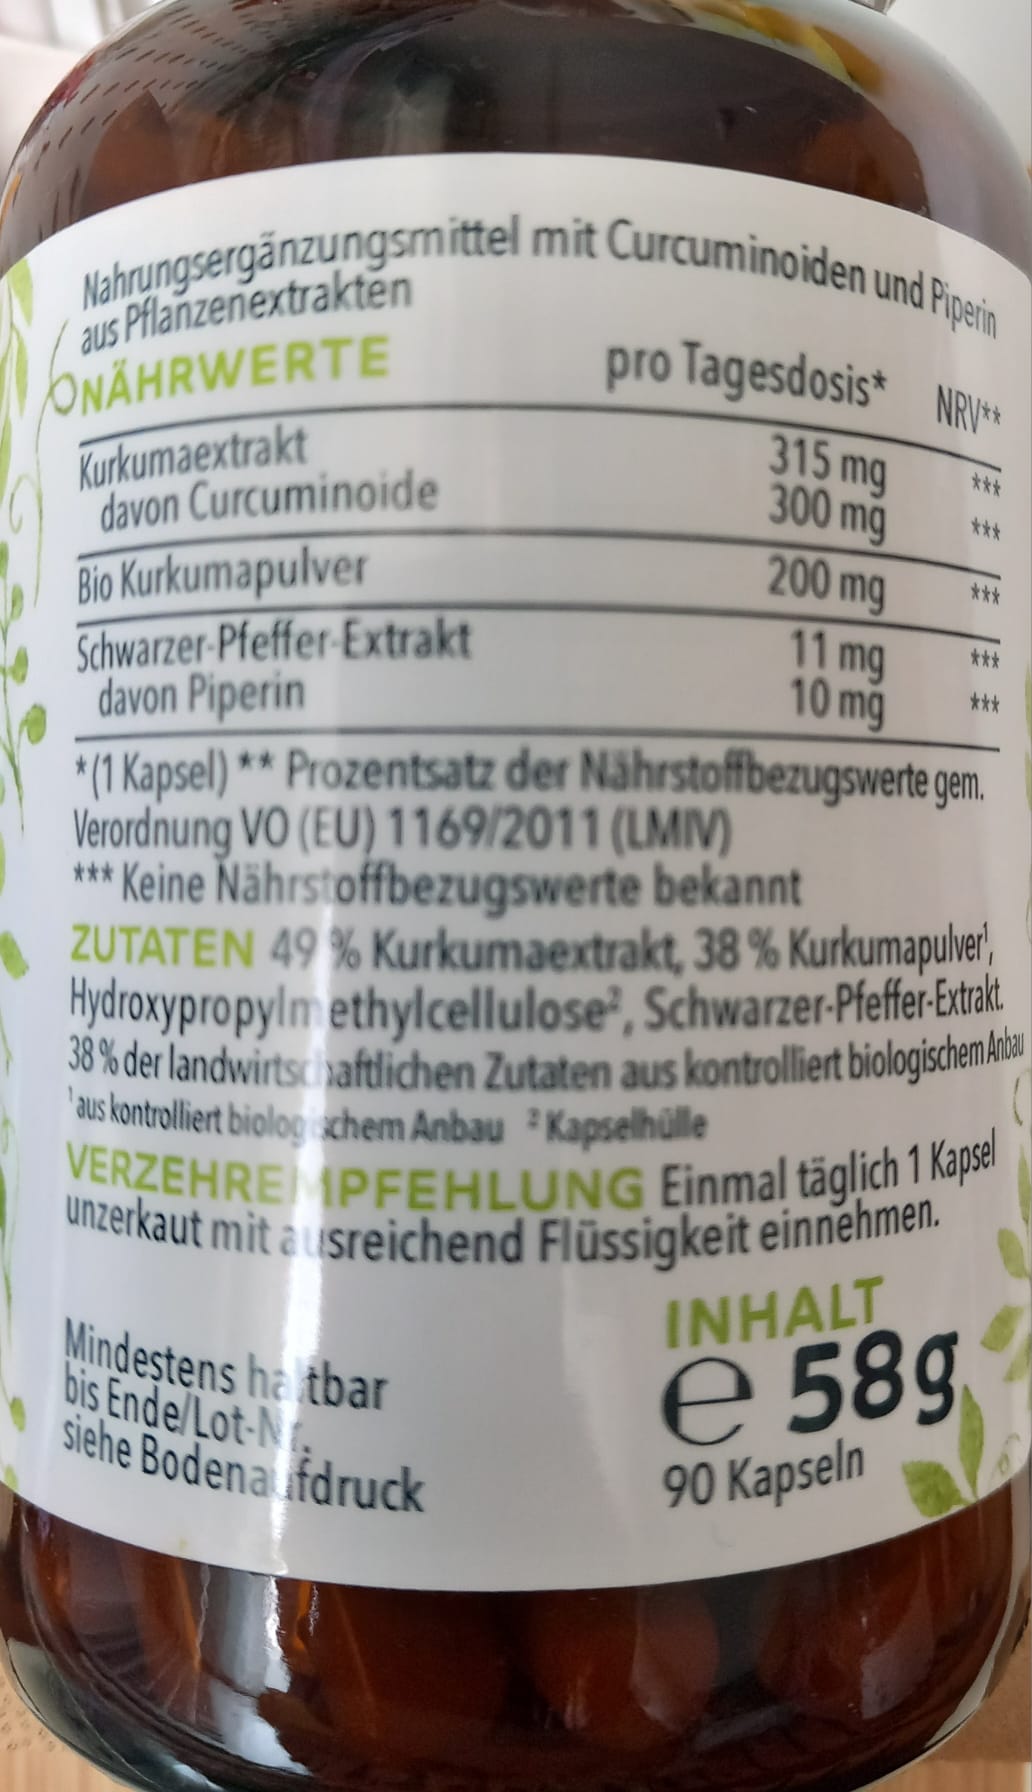 Nahrungsergänzungsmittel mit Curcuminoiden und Piperin
aus Pflanzenextrakten
NÄHRWERTE pro Tagesdosis* NRV**
Kurkumaextrakt 315 mg ***
davon Curcuminoide 300 mg ***
Bio Kurkumapulver 200 mg ***
Schwarzer-Pfeffer-Extrakt 11 mg ***
davon Piperin 10 mg ***
*(1 Kapsel) ** Prozentsatz der Nährstoffbezugswerte gem.
Verordnung VO (EU) 1169/2011 (LMIV)
*** Keine Nährstoffbezugswerte bekannt
ZUTATEN 49 % Kurkumaextrakt, 38 % Kurkumapulver¹,
Hydroxypropylmethylcellulose², Schwarzer-Pfeffer-Extrakt.
38 % der landwirtschaftlichen Zutaten aus kontrolliert biologischem Anbau
¹ aus kontrolliert biologischem Anbau ² Kapselhülle
VERZEHREMPFEHLUNG Einmal täglich 1 Kapsel
unzerkaut mit ausreichend Flüssigkeit einnehmen.
Mindestens haltbar
bis Ende/Lot-Nr.
siehe Bodenaufdruck
INHALT
℮ 58g
90 Kapseln